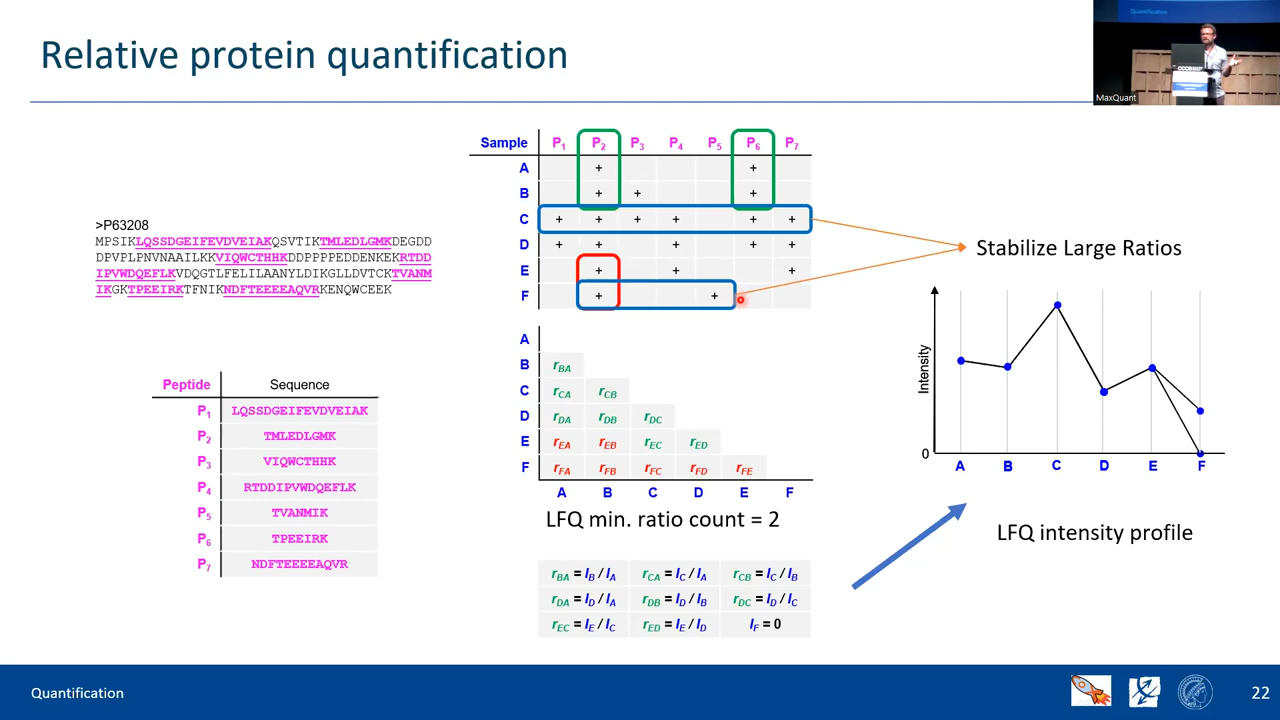 Relative protein quantification
Quantification
MaxQuant
>P63208
MPSIKLQSSDGEIFEVDVEIAKQSVTIKTMLEDLGMKDEGDD
DPVPLPNVNAAILKKVIQWCTHHKDDPPPPEDDENKEKRTDD
IPVWDQEFLKVDQGTLFELILAANYLDIKGLLDVTCKTVANM
IKGKTPEEIRKTFNIKNDFTEEEEAQVRKENQWCEEK
Peptide Sequence
P1 LQSSDGEIFEVDVEIAK
P2 TMLEDLGMK
P3 VIQWCTHHK
P4 RTDDIPVWDQEFLK
P5 TVANMIK
P6 TPEEIRK
P7 NDFTEEEEAQVR
Sample P1 P2 P3 P4 P5 P6 P7
A + +
B + + +
C + + + + + +
D + + + + +
E + + +
F + +
A
B rBA
C rCA rCB
D rDA rDB rDC
E rEA rEB rEC rED
F rFA rFB rFC rFD rFE
A B C D E F
LFQ min. ratio count = 2
rBA = IB / IA rCA = IC / IA rCB = IC / IB
rDA = ID / IA rDB = ID / IB rDC = ID / IC
rEC = IE / IC rED = IE / ID IF = 0
Stabilize Large Ratios
Intensity
0
A B C D E F
LFQ intensity profile
Quantification
22